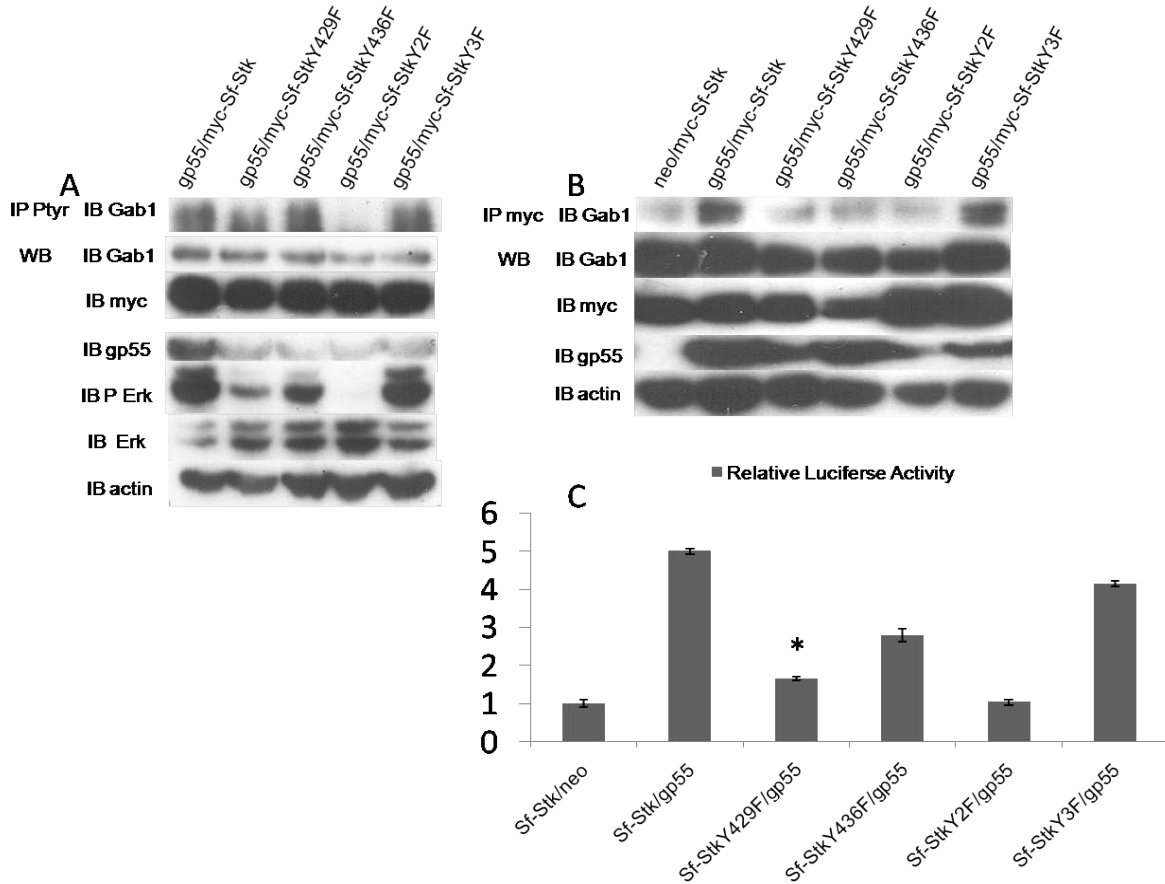 gp55/myc-Sf-Stk
gp55/myc-Sf-StkY429F
gp55/myc-Sf-StkY436F
gp55/myc-Sf-StkY2F
gp55/myc-Sf-StkY3F
A
IP Ptyr IB Gab1
WB IB Gab1
IB myc
IB gp55
IB P Erk
IB Erk
IB actin
neo/myc-Sf-Stk
gp55/myc-Sf-Stk
gp55/myc-Sf-StkY429F
gp55/myc-Sf-StkY436F
gp55/myc-Sf-StkY2F
gp55/myc-Sf-StkY3F
B
IP myc IB Gab1
WB IB Gab1
IB myc
IB gp55
IB actin
Relative Luciferse Activity
C
6
5
4
3
2
1
0
*
Sf-Stk/neo
Sf-Stk/gp55
Sf-StkY429F/gp55
Sf-StkY436F/gp55
Sf-StkY2F/gp55
Sf-StkY3F/gp55